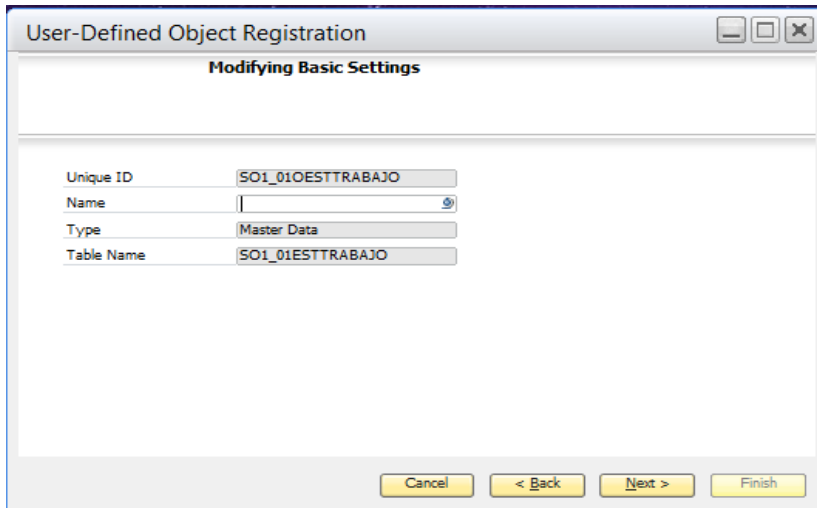 User-Defined Object Registration
Modifying Basic Settings
Unique ID SO1_01OESTTRABAJO
Name
Type Master Data
Table Name SO1_01ESTTRABAJO
Cancel < Back Next > Finish